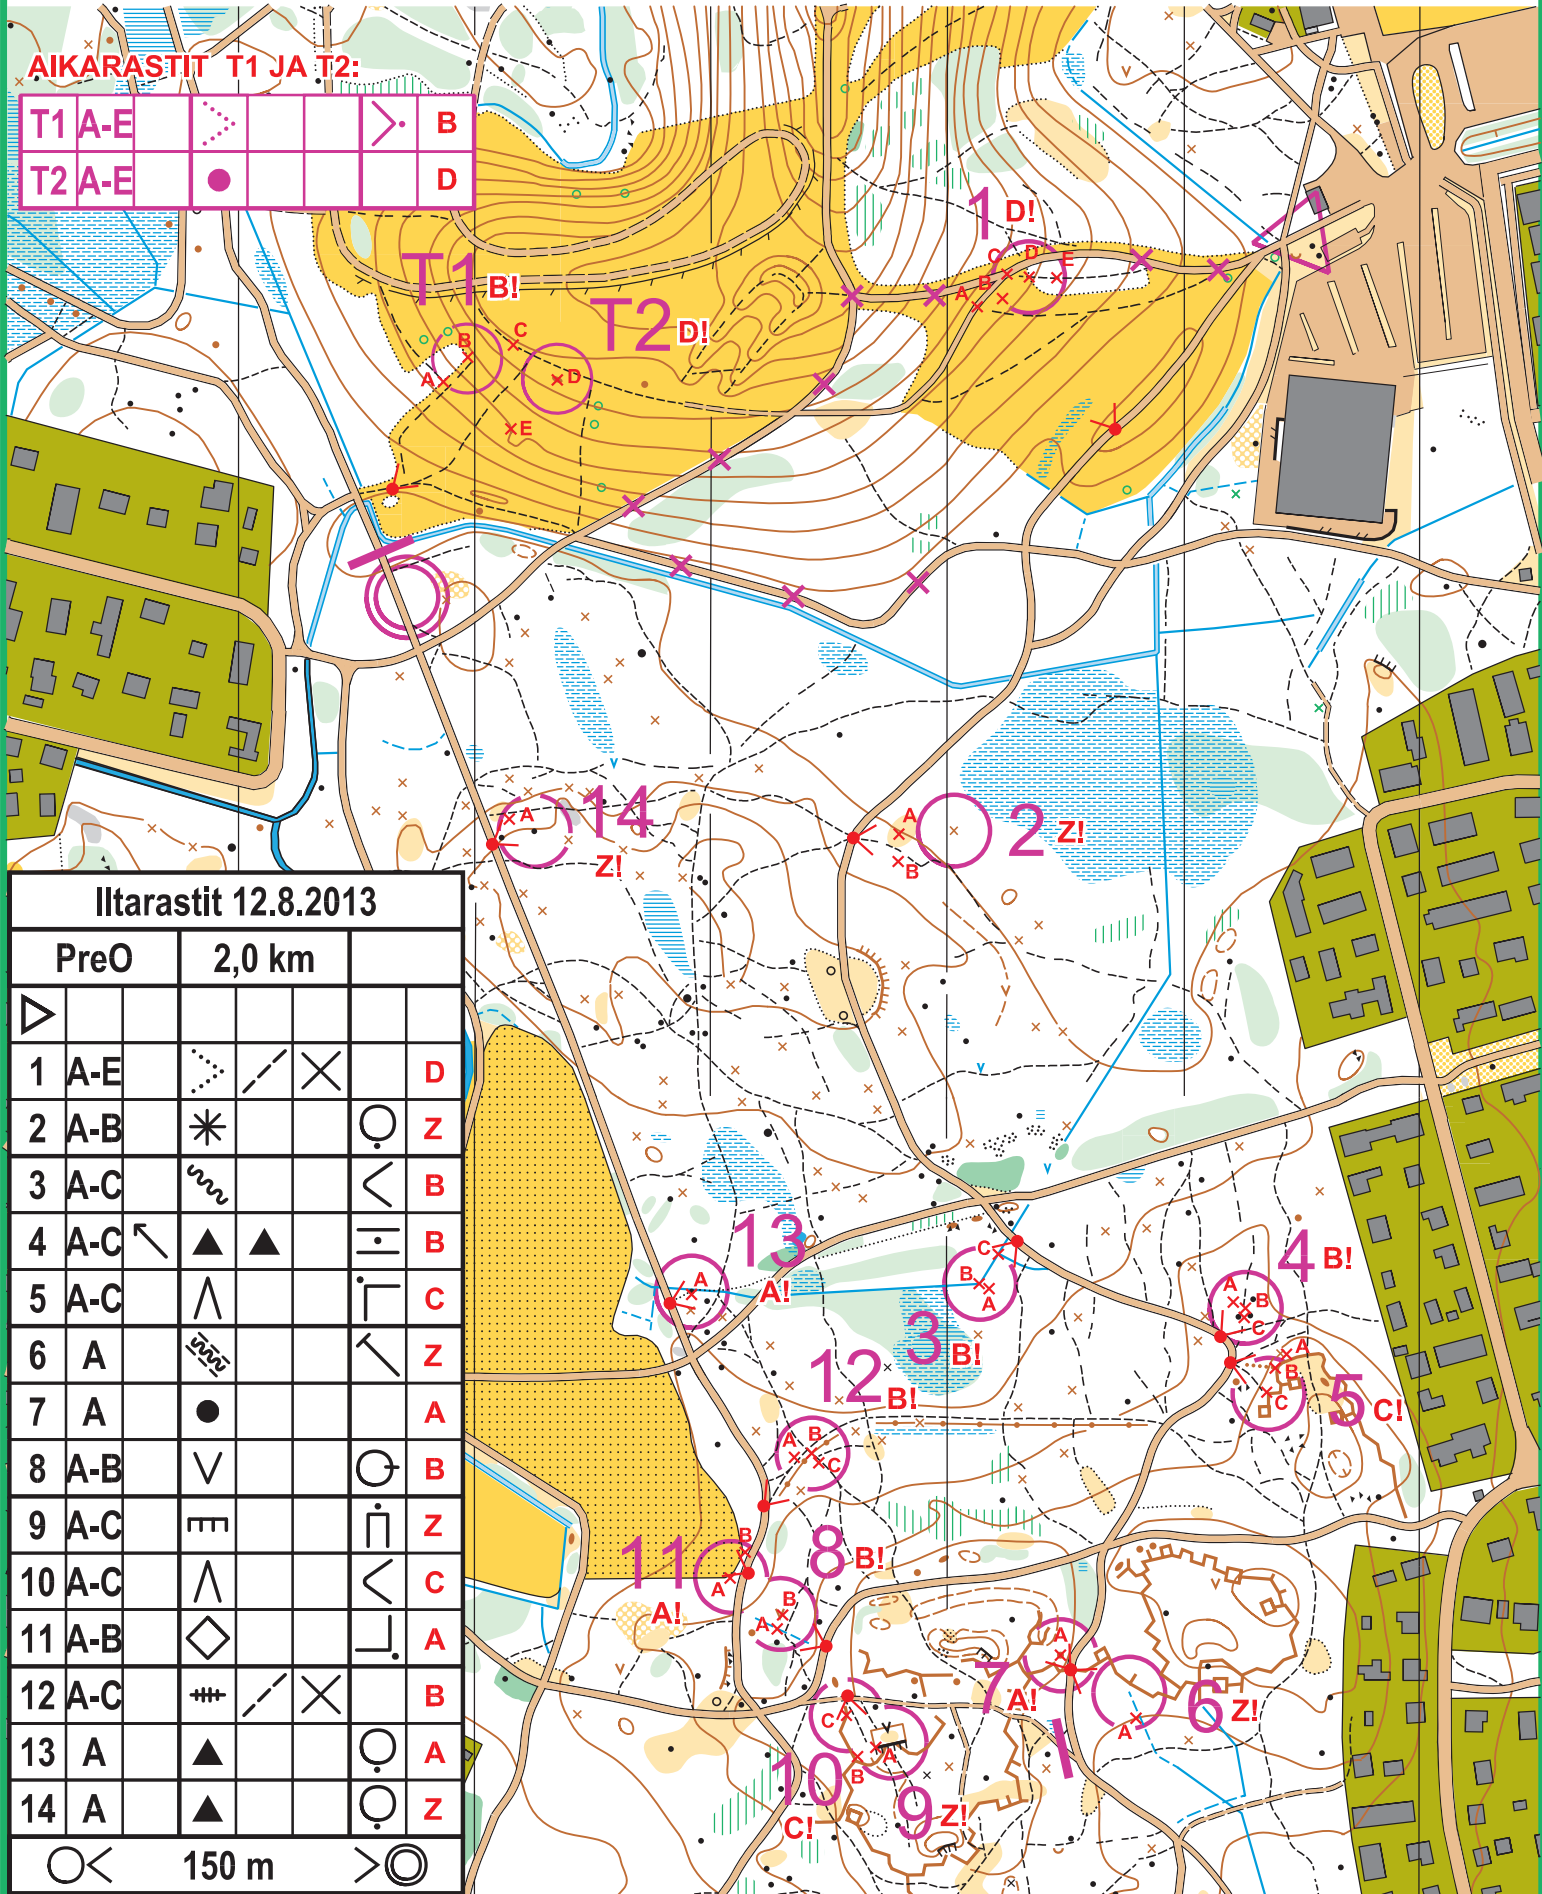 AIKARASTIT T1 JA T2:
T1 A-E B
T2 A-E D
1 D!
C D E
A B
T1 B!
T2 D!
B C
A D
E
14 A
Z!
A
B
2 Z!
Iltarastit 12.8.2013
PreO 2,0 km
1 A-E D
2 A-B Z
3 A-C B
4 A-C B
5 A-C C
6 A Z
7 A A
8 A-B B
9 A-C Z
10 A-C C
11 A-B A
12 A-C B
13 A A
14 A Z
150 m
13
A A!
C
B
A
3 B!
4 B!
A B
C
A
B
C
5 C!
12 B!
A B
C
11
B
A
A!
8 B!
B
A
7 A!
A
6 Z!
A
C
A
B
10
C!
9 Z!